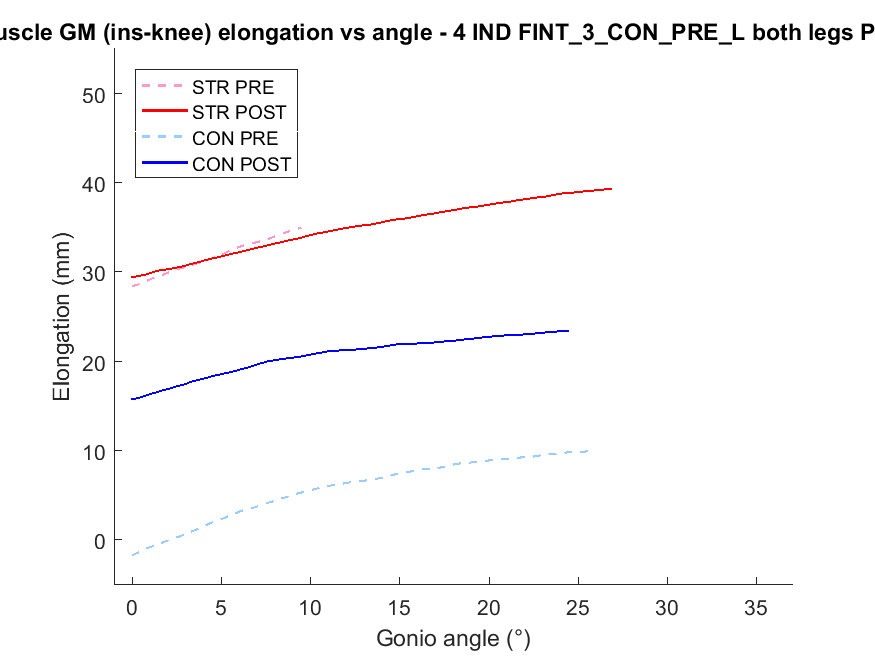 uscle GM (ins-knee) elongation vs angle - 4 IND FINT_3_CON_PRE_L both legs P
STR PRE
STR POST
CON PRE
CON POST
50
40
30
20
10
0
Elongation (mm)
0 5 10 15 20 25 30 35
Gonio angle (°)